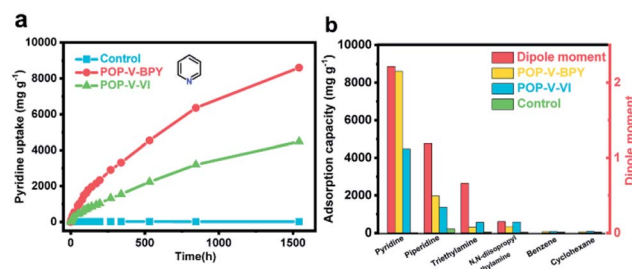 a
10000
8000
6000
4000
2000
0
Pyridine uptake (mg g⁻¹)
Control
POP-V-BPY
POP-V-VI
N
0 500 1000 1500
Time(h)
b
10000
8000
6000
4000
2000
0
Adsorption capacity (mg g⁻¹)
Dipole moment
POP-V-BPY
POP-V-VI
Control
2
1
0
Dipole moment
Pyridine
Piperidine
Triethylamine
N,N-diisopropyl
Benzene
Cyclohexane